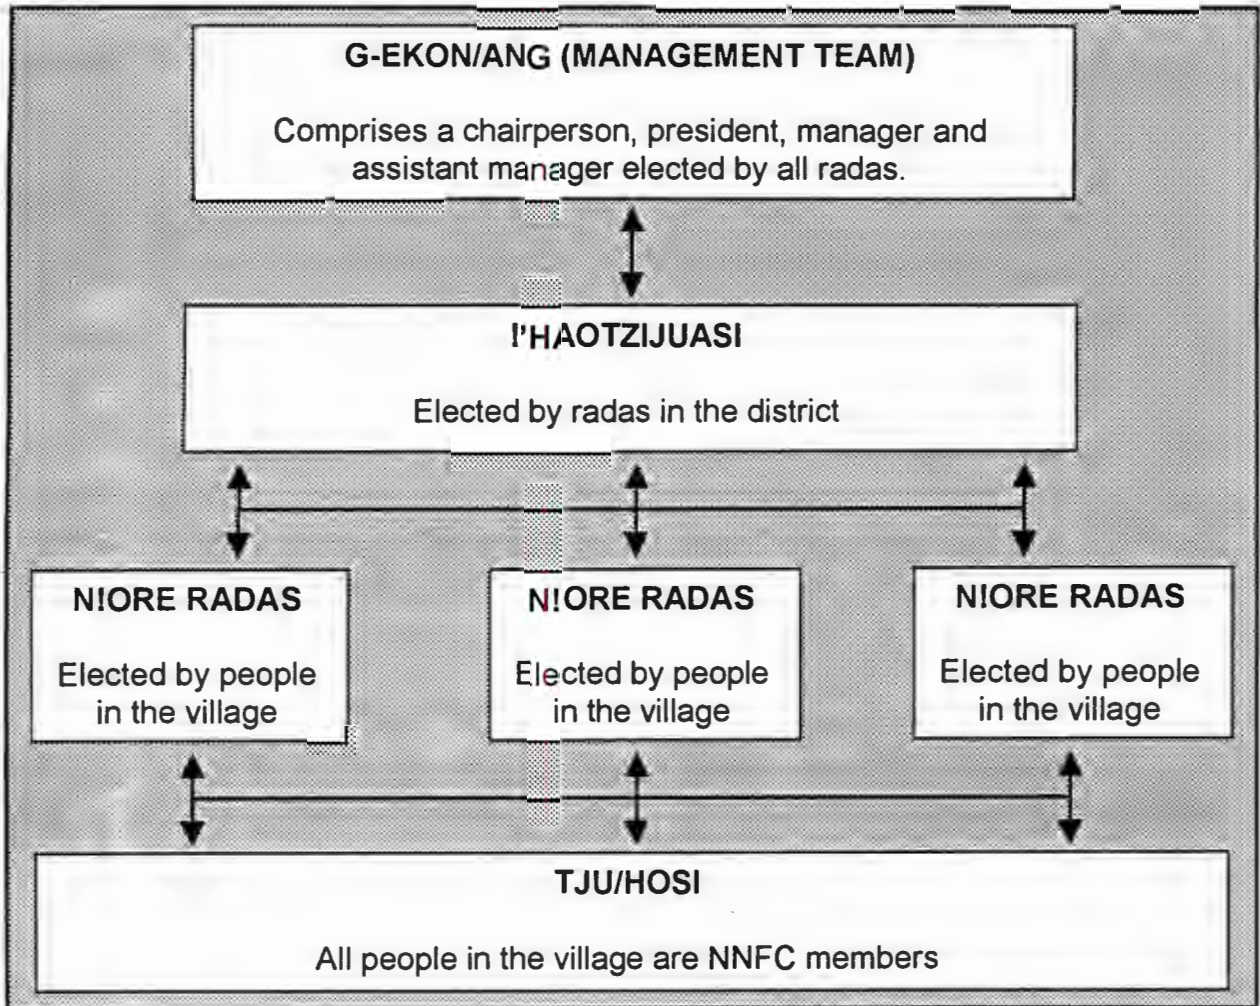 G-EKON/ANG (MANAGEMENT TEAM)
Comprises a chairperson, president, manager and
assistant manager elected by all radas.
!'HAOTZIJUASI
Elected by radas in the district
N!ORE RADAS
Elected by people
in the village
N!ORE RADAS
Elected by people
in the village
N!ORE RADAS
Elected by people
in the village
TJU/HOSI
All people in the village are NNFC members